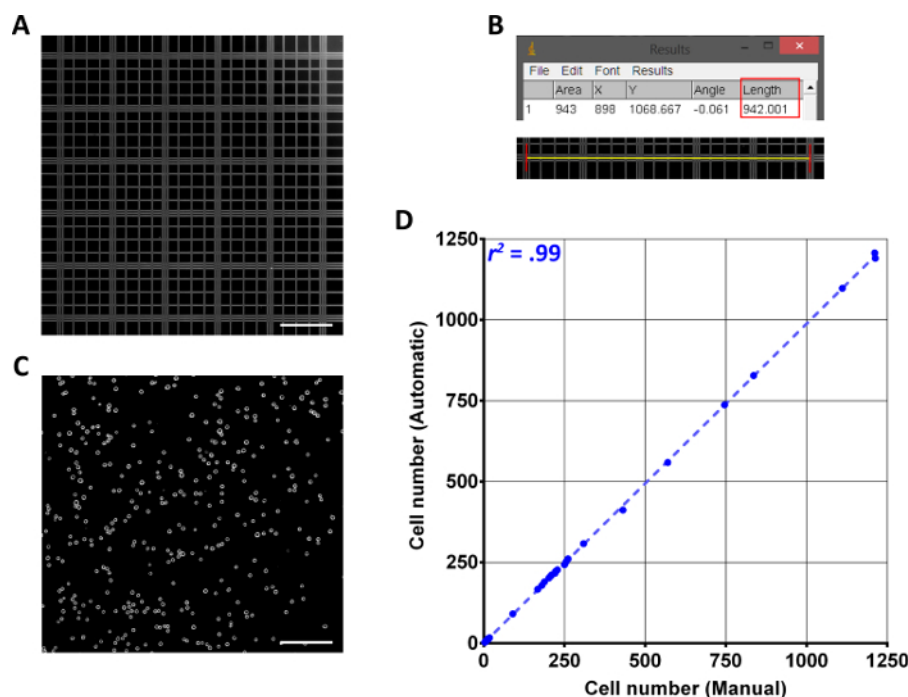 A
B
Results
File Edit Font Results
Area X Y Angle Length
1 943 898 1068.667 -0.061 942.001
C
D
r² = .99
1250
1000
750
500
250
0
Cell number (Automatic)
0 250 500 750 1000 1250
Cell number (Manual)